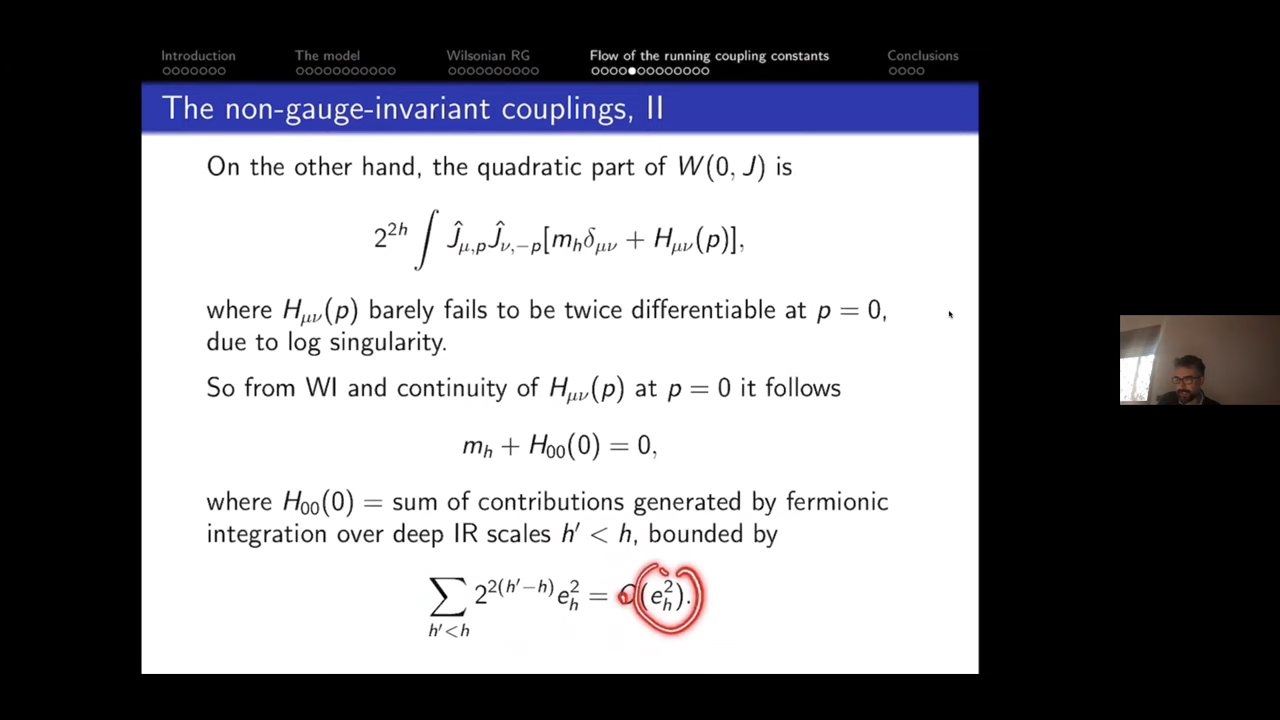 Introduction The model Wilsonian RG Flow of the running coupling constants Conclusions
The non-gauge-invariant couplings, II
On the other hand, the quadratic part of W(0, J) is
2^{2h} ∫ Ĵ_{μ,p} Ĵ_{ν,−p} [m_h δ_{μν} + H_{μν}(p)],
where H_{μν}(p) barely fails to be twice differentiable at p = 0,
due to log singularity.
So from WI and continuity of H_{μν}(p) at p = 0 it follows
m_h + H_{00}(0) = 0,
where H_{00}(0) = sum of contributions generated by fermionic
integration over deep IR scales h′ < h, bounded by
∑_{h′<h} 2^{2(h′−h)} e_h^2 = O(e_h^2).